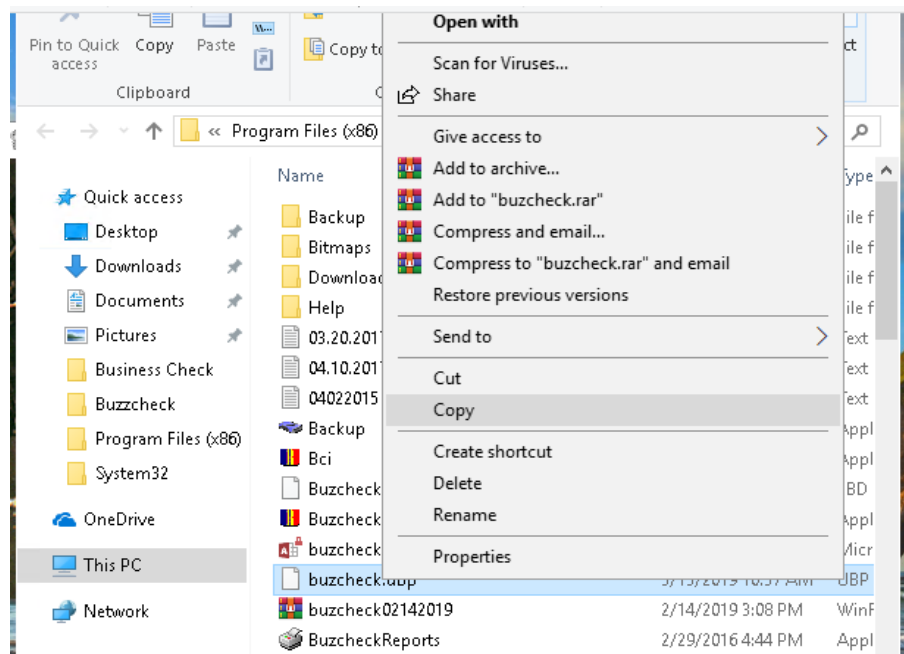 Pin to Quick access
Copy
Paste
W...
Copy to
ct
Clipboard
« Program Files (x86)
Quick access
Desktop
Downloads
Documents
Pictures
Business Check
Buzzcheck
Program Files (x86)
System32
OneDrive
This PC
Network
Name
Type
Backup
Bitmaps
Download
Help
03.20.201
04.10.201
04022015
Backup
Bci
Buzcheck
Buzcheck
buzcheck
buzcheck.ubp
UBP
buzcheck02142019
2/14/2019 3:08 PM
WinR
BuzcheckReports
2/29/2016 4:44 PM
Appl
Open with
Scan for Viruses...
Share
Give access to
Add to archive...
Add to "buzcheck.rar"
Compress and email...
Compress to "buzcheck.rar" and email
Restore previous versions
Send to
Cut
Copy
Create shortcut
Delete
Rename
Properties